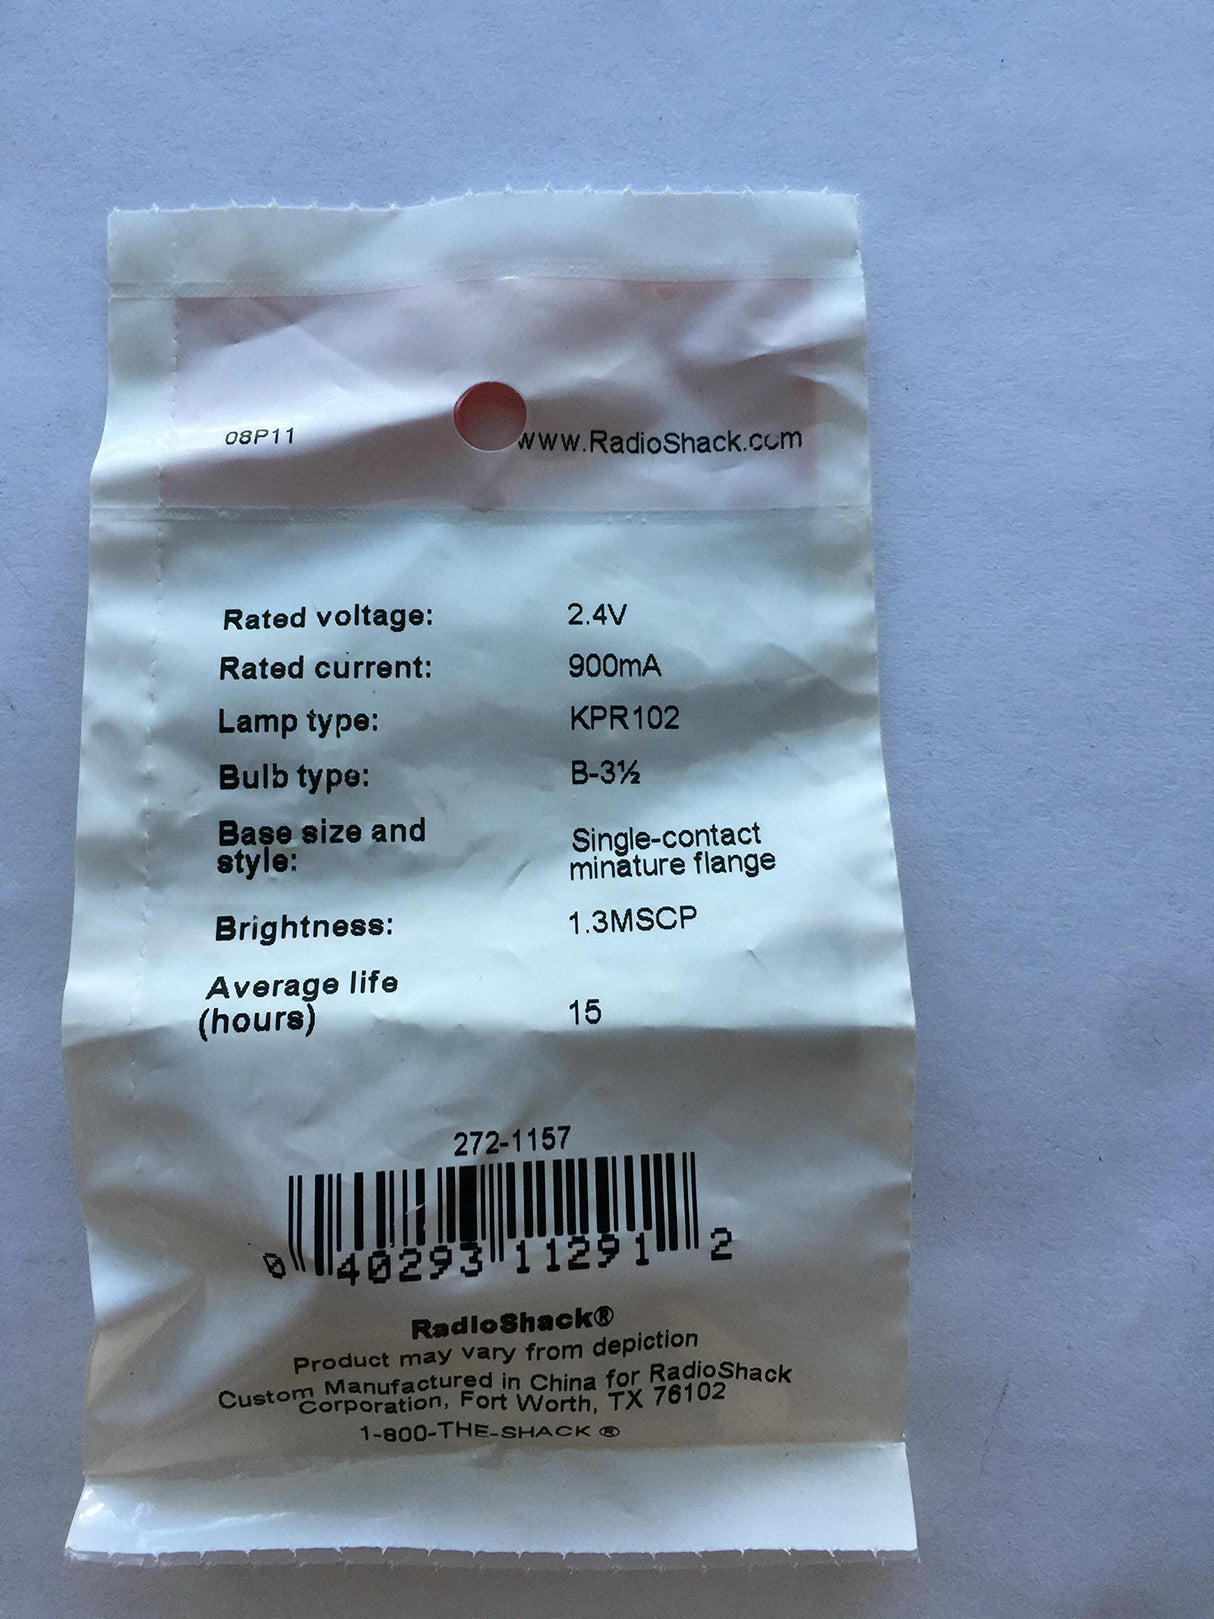 08P11
www.RadioShack.com
Rated voltage: 2.4V
Rated current: 900mA
Lamp type: KPR102
Bulb type: B-3½
Base size and style: Single-contact minature flange
Brightness: 1.3MSCP
Average life (hours) 15
272-1157
0 40293 11291 2
RadioShack®
Product may vary from depiction
Custom Manufactured in China for RadioShack
Corporation, Fort Worth, TX 76102
1-800-THE-SHACK ®